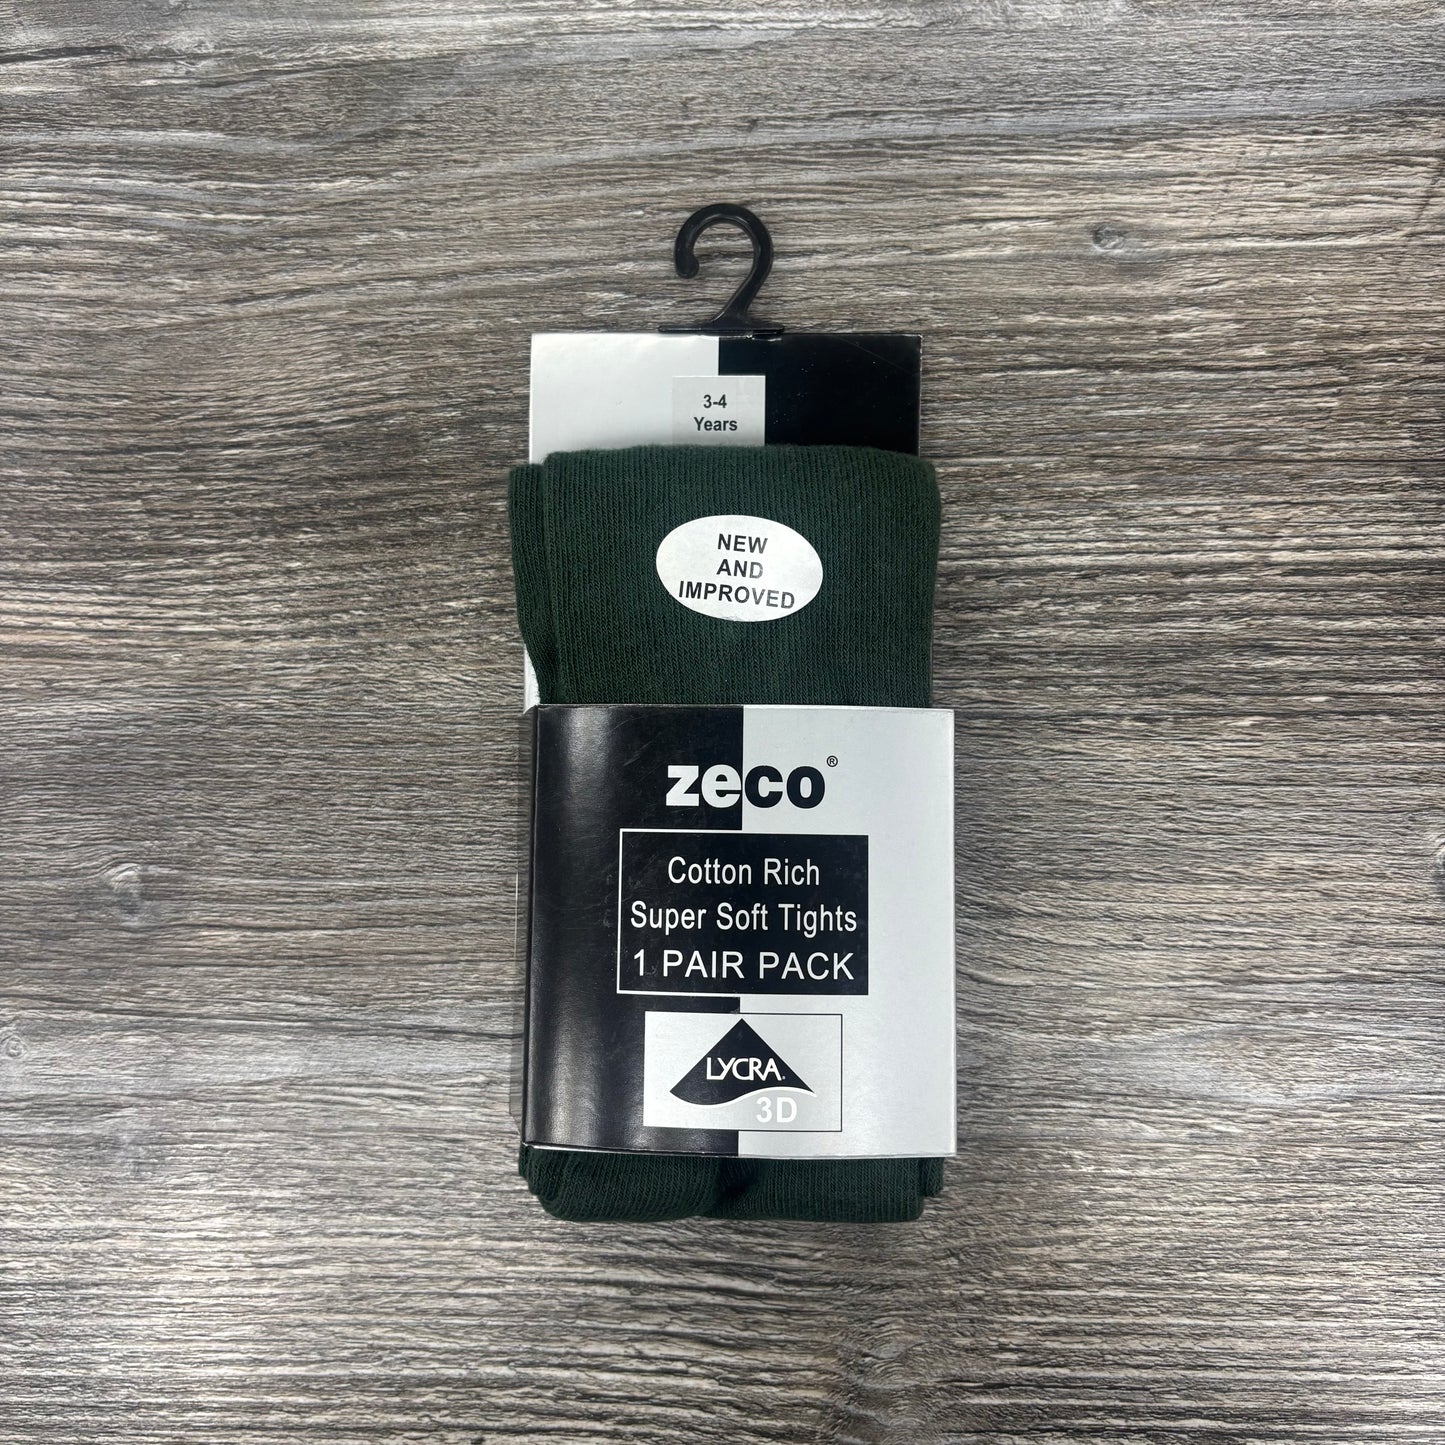 3-4
Years
NEW
AND
IMPROVED
zeco®
Cotton Rich
Super Soft Tights
1 PAIR PACK
LYCRA®
3D